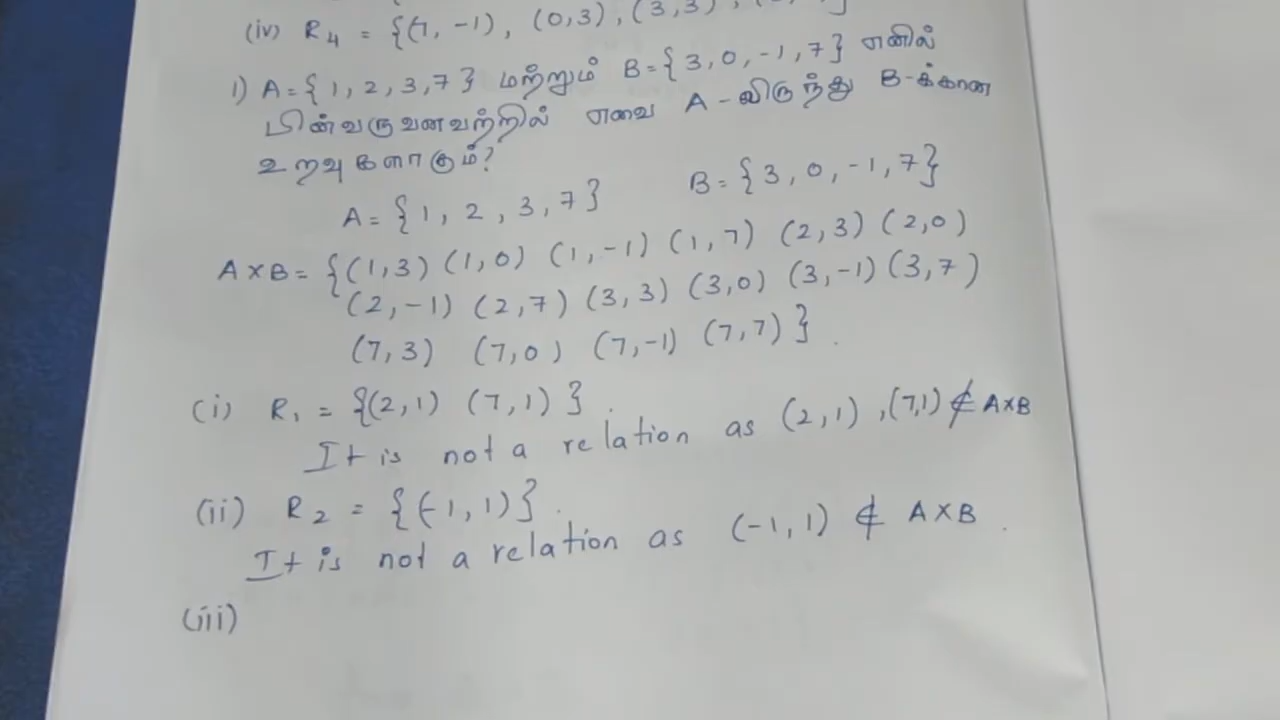 (iv) R4 = {(7, -1), (0,3), (3,3),
1) A = { 1, 2, 3, 7 } மற்றும் B = { 3, 0, -1, 7 } எனில்
பின்வருவனவற்றில் எவை A - விருந்து B - க்கான
உறவுகளாகும்?
A = { 1, 2, 3, 7 } B = { 3, 0, -1, 7 }
A × B = {(1,3) (1,0) (1,-1) (1,7) (2,3) (2,0)
(2,-1) (2,7) (3,3) (3,0) (3,-1) (3,7)
(7,3) (7,0) (7,-1) (7,7) } .
(i) R1 = {(2,1) (7,1) } .
It is not a relation as (2,1) ,(7,1) ∉ A×B
(ii) R2 = {(-1,1)} .
It is not a relation as (-1,1) ∉ A×B .
(iii)